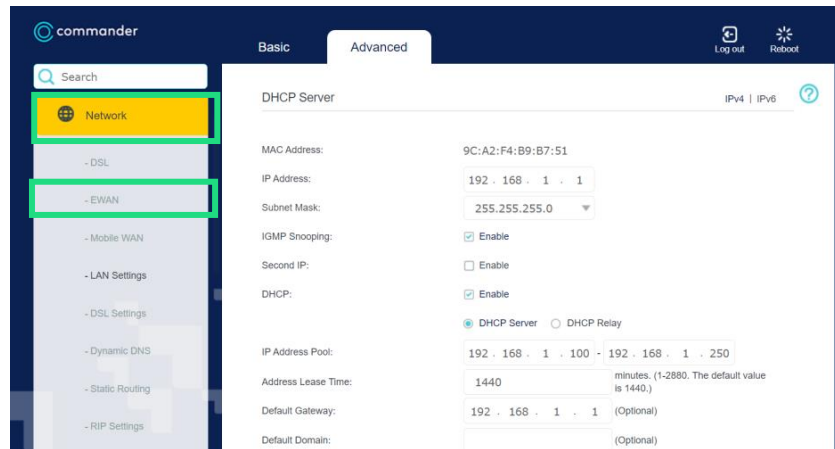 commander
Basic
Advanced
Log out
Reboot
Search
Network
- DSL
- EWAN
- Mobile WAN
- LAN Settings
- DSL Settings
- Dynamic DNS
- Static Routing
- RIP Settings
DHCP Server
IPv4 | IPv6
?
MAC Address: 9C:A2:F4:B9:B7:51
IP Address: 192 . 168 . 1 . 1
Subnet Mask: 255.255.255.0
IGMP Snooping: Enable
Second IP: Enable
DHCP: Enable
DHCP Server DHCP Relay
IP Address Pool: 192 . 168 . 1 . 100 - 192 . 168 . 1 . 250
Address Lease Time: 1440 minutes. (1-2880. The default value
is 1440.)
Default Gateway: 192 . 168 . 1 . 1 (Optional)
Default Domain: (Optional)